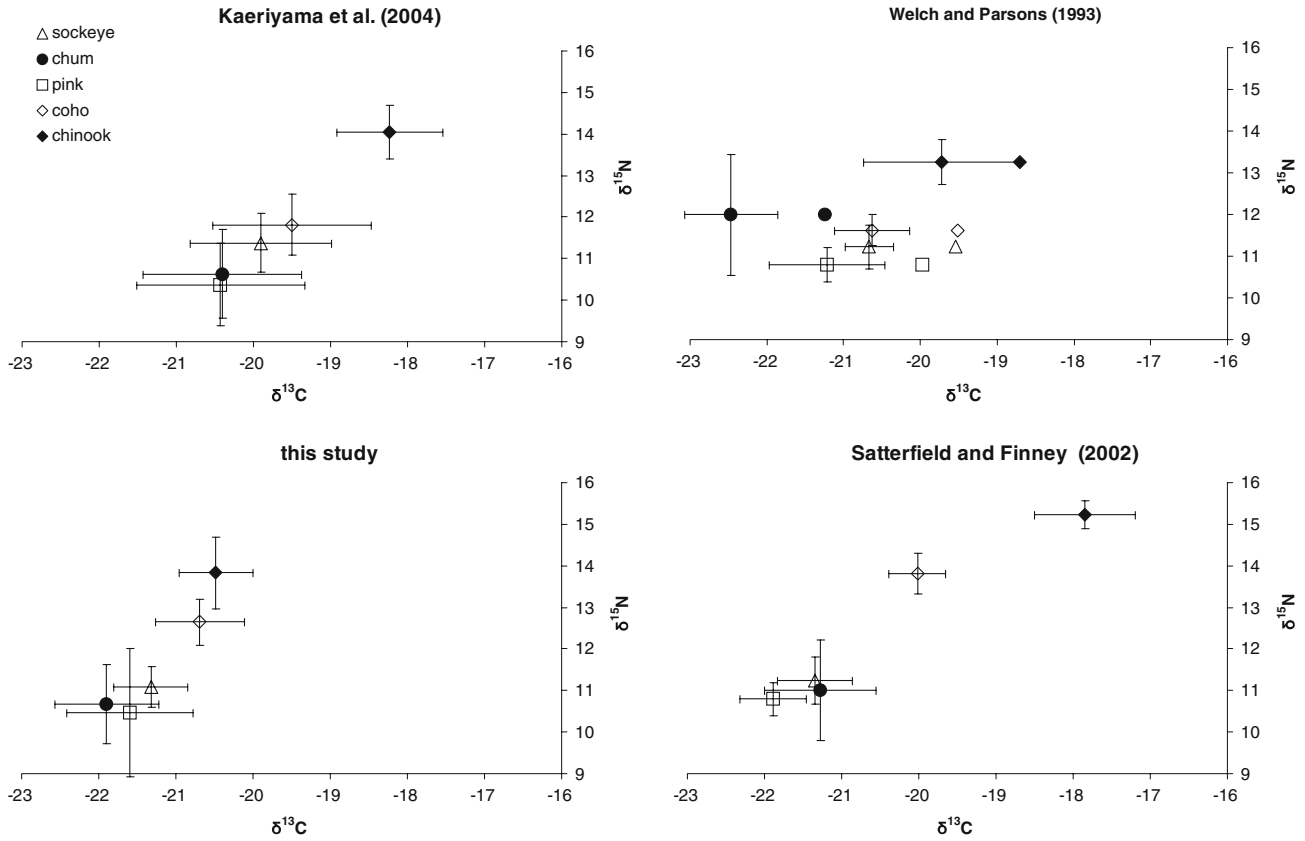 Kaeriyama et al. (2004)
sockeye
chum
pink
coho
chinook
16
15
14
13
12
11
10
9
δ15N
-23 -22 -21 -20 -19 -18 -17 -16
δ13C
Welch and Parsons (1993)
16
15
14
13
12
11
10
9
δ15N
-23 -22 -21 -20 -19 -18 -17 -16
δ13C
this study
16
15
14
13
12
11
10
9
δ15N
-23 -22 -21 -20 -19 -18 -17 -16
δ13C
Satterfield and Finney (2002)
16
15
14
13
12
11
10
9
δ15N
-23 -22 -21 -20 -19 -18 -17 -16
δ13C